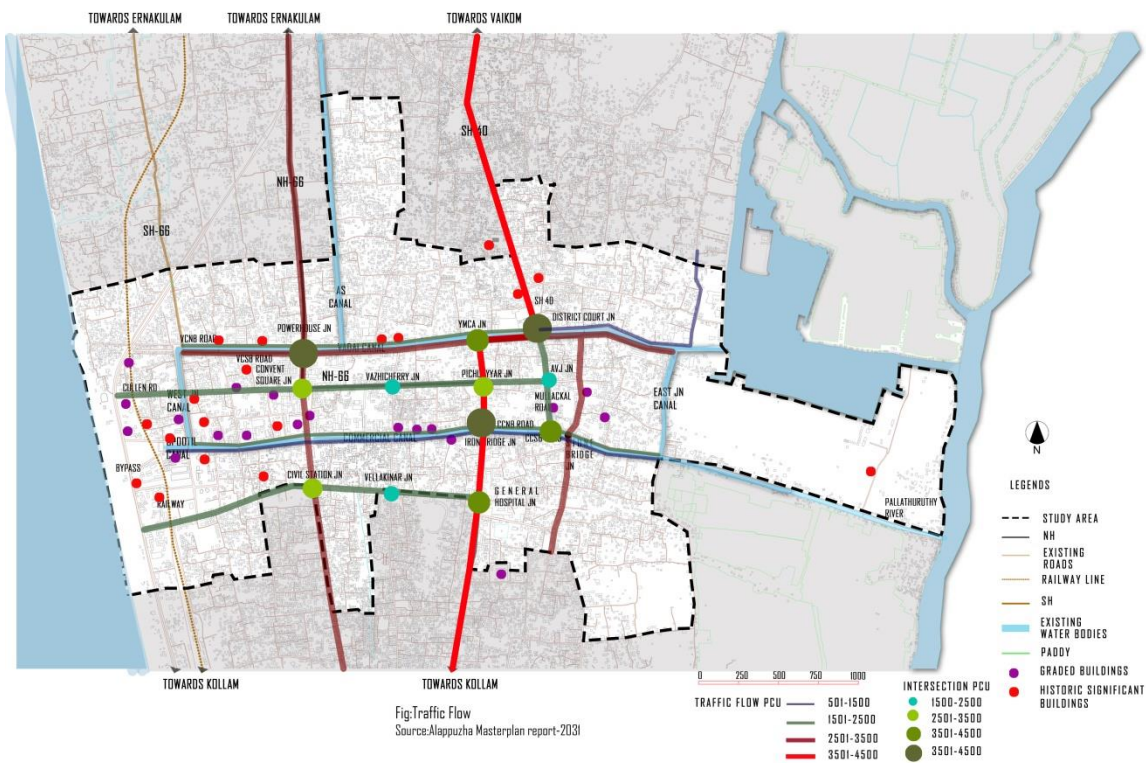 TOWARDS ERNAKULAM
TOWARDS ERNAKULAM
TOWARDS VAIKOM
SH-40
NH-66
SH-66
AS
CANAL
SH 40
DISTRICT COURT JN
YMCA JN
POWERHOUSE JN
VCNB ROAD
VADAI CANAL
VCSB ROAD
CONVENT
SQUARE JN
NH-66
VAZHICHERRY JN
AVJ JN
CULLEN RD
WEST JN
CANAL
MULLACKAL
ROAD
EAST JN
CANAL
CCNB ROAD
COMMERCIAL CANAL
IRON BRIDGE JN
BRIDGE
JN
CANAL
BYPASS
CIVIL STATION JN
VELLAKINAR JN
RAILWAY
GENERAL
HOSPITAL JN
PALLATHURUTHY
RIVER
N
LEGENDS
STUDY AREA
NH
EXISTING
ROADS
RAILWAY LINE
SH
EXISTING
WATER BODIES
PADDY
GRADED BUILDINGS
HISTORIC SIGNIFICANT
BUILDINGS
TOWARDS KOLLAM
TOWARDS KOLLAM
0 250 500 750 1000
TRAFFIC FLOW PCU
501-1500
1501-2500
2501-3500
3501-4500
INTERSECTION PCU
1500-2500
2501-3500
3501-4500
3501-4500
Fig:Traffic Flow
Source:Alappuzha Masterplan report-2031